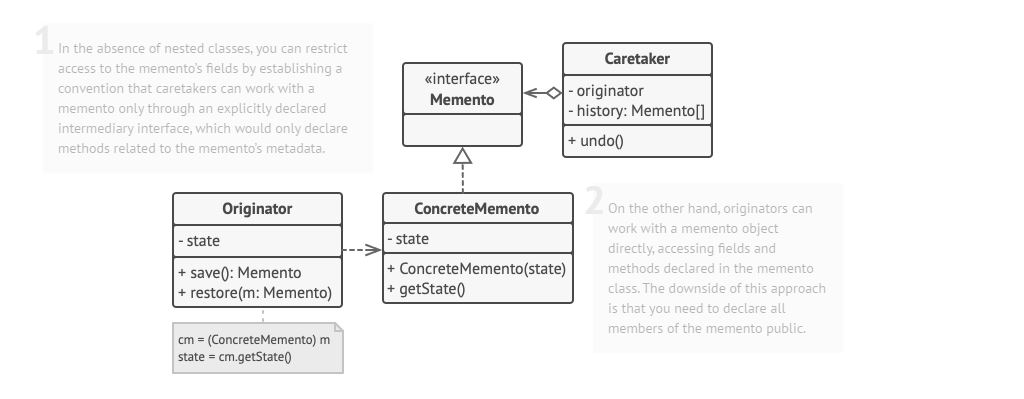 1
In the absence of nested classes, you can restrict
access to the memento's fields by establishing a
convention that caretakers can work with a
memento only through an explicitly declared
intermediary interface, which would only declare
methods related to the memento's metadata.
«interface»
Memento
Caretaker
- originator
- history: Memento[]
+ undo()
Originator
- state
+ save(): Memento
+ restore(m: Memento)
cm = (ConcreteMemento) m
state = cm.getState()
ConcreteMemento
- state
+ ConcreteMemento(state)
+ getState()
2
On the other hand, originators can
work with a memento object
directly, accessing fields and
methods declared in the memento
class. The downside of this approach
is that you need to declare all
members of the memento public.